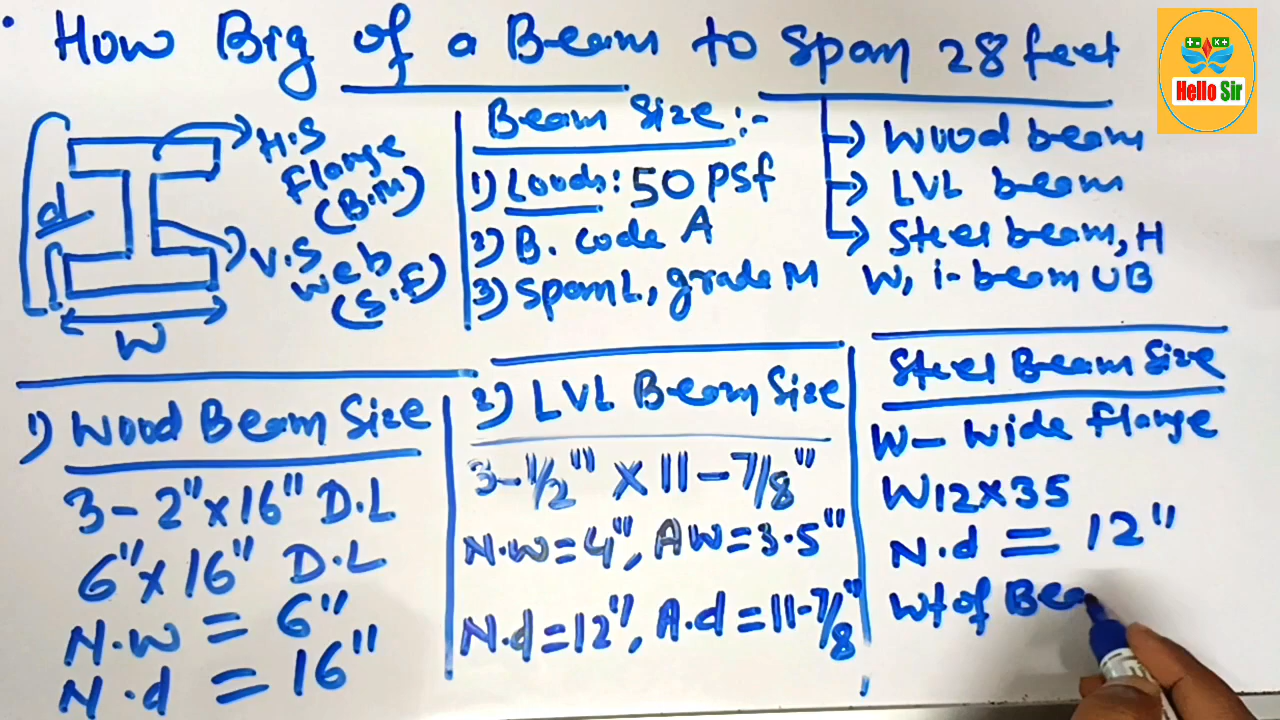 • How Big of a Beam to Span 28 feet
+- K+
Hello Sir
H.S
Flange
(B.M)
d
V.S
Web
(S.F)
W
Beam Size :-
1) Loads : 50 PSf
2) B. code A
3) Span L, grade M
→ Wood beam
→ LVL beam
→ Steel beam, H
W, i-beam UB
1) Wood Beam Size
3-2"x16" D.L
6"x16" D.L
N.w = 6"
N.d = 16"
2) LVL Beam Size
3-1/2" x 11-7/8"
N.w=4", Aw=3.5"
N.d=12", A.d=11-7/8"
Steel Beam Size
W- Wide Flange
W12x35
N.d = 12"
Wt of Bea